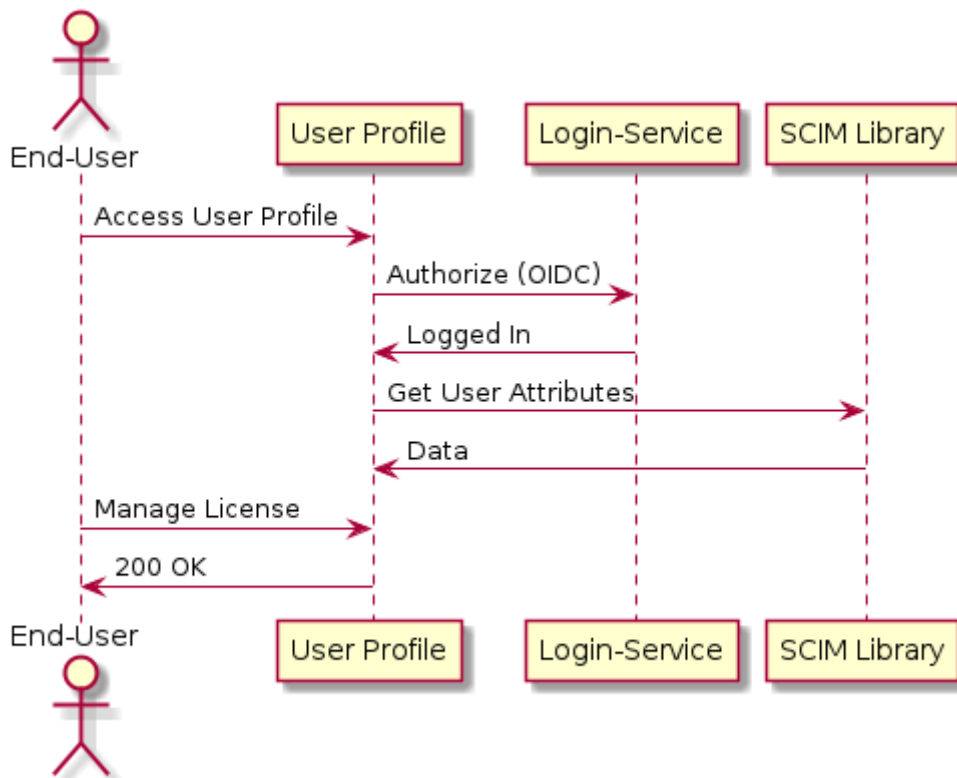 End-User
User Profile
Login-Service
SCIM Library
Access User Profile
Authorize (OIDC)
Logged In
Get User Attributes
Data
Manage License
200 OK
End-User
User Profile
Login-Service
SCIM Library